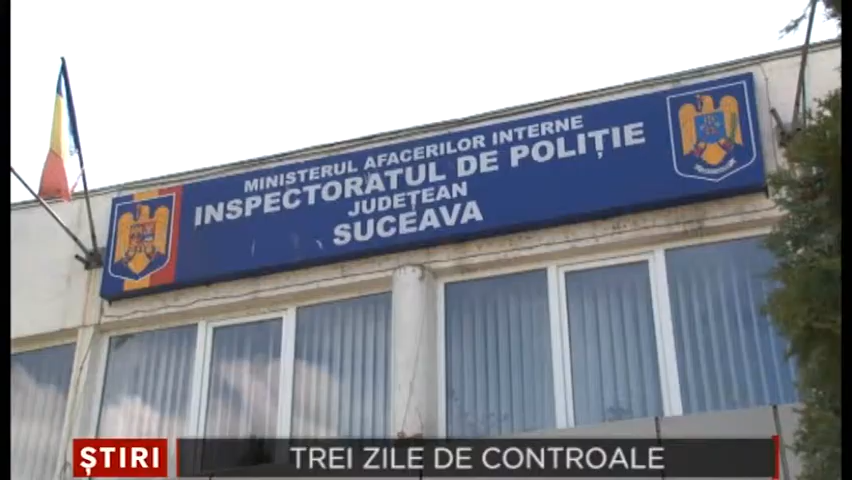 MINISTERUL AFACERILOR INTERNE
INSPECTORATUL DE POLIȚIE
JUDEȚEAN
SUCEAVA
ȘTIRI
TREI ZILE DE CONTROALE